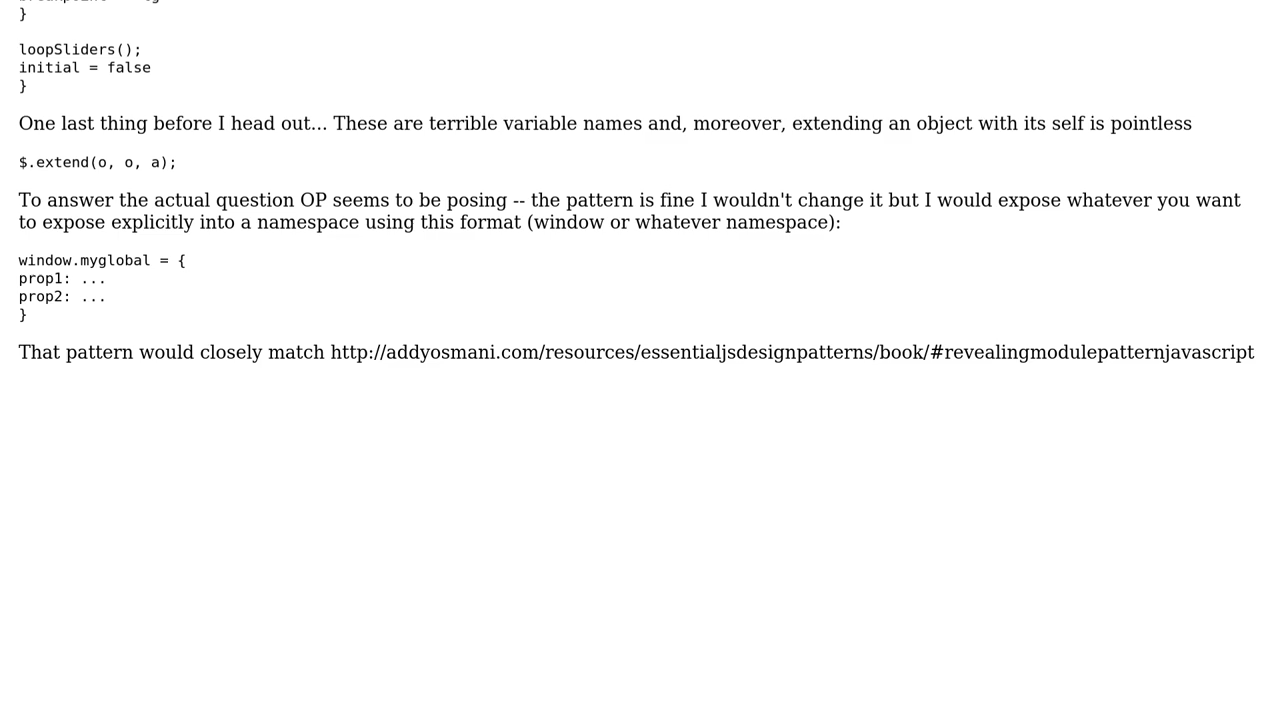 }
loopSliders();
initial = false
}
One last thing before I head out... These are terrible variable names and, moreover, extending an object with its self is pointless
$.extend(o, o, a);
To answer the actual question OP seems to be posing -- the pattern is fine I wouldn't change it but I would expose whatever you want
to expose explicitly into a namespace using this format (window or whatever namespace):
window.myglobal = {
prop1: ...
prop2: ...
}
That pattern would closely match http://addyosmani.com/resources/essentialjsdesignpatterns/book/#revealingmodulepatternjavascript